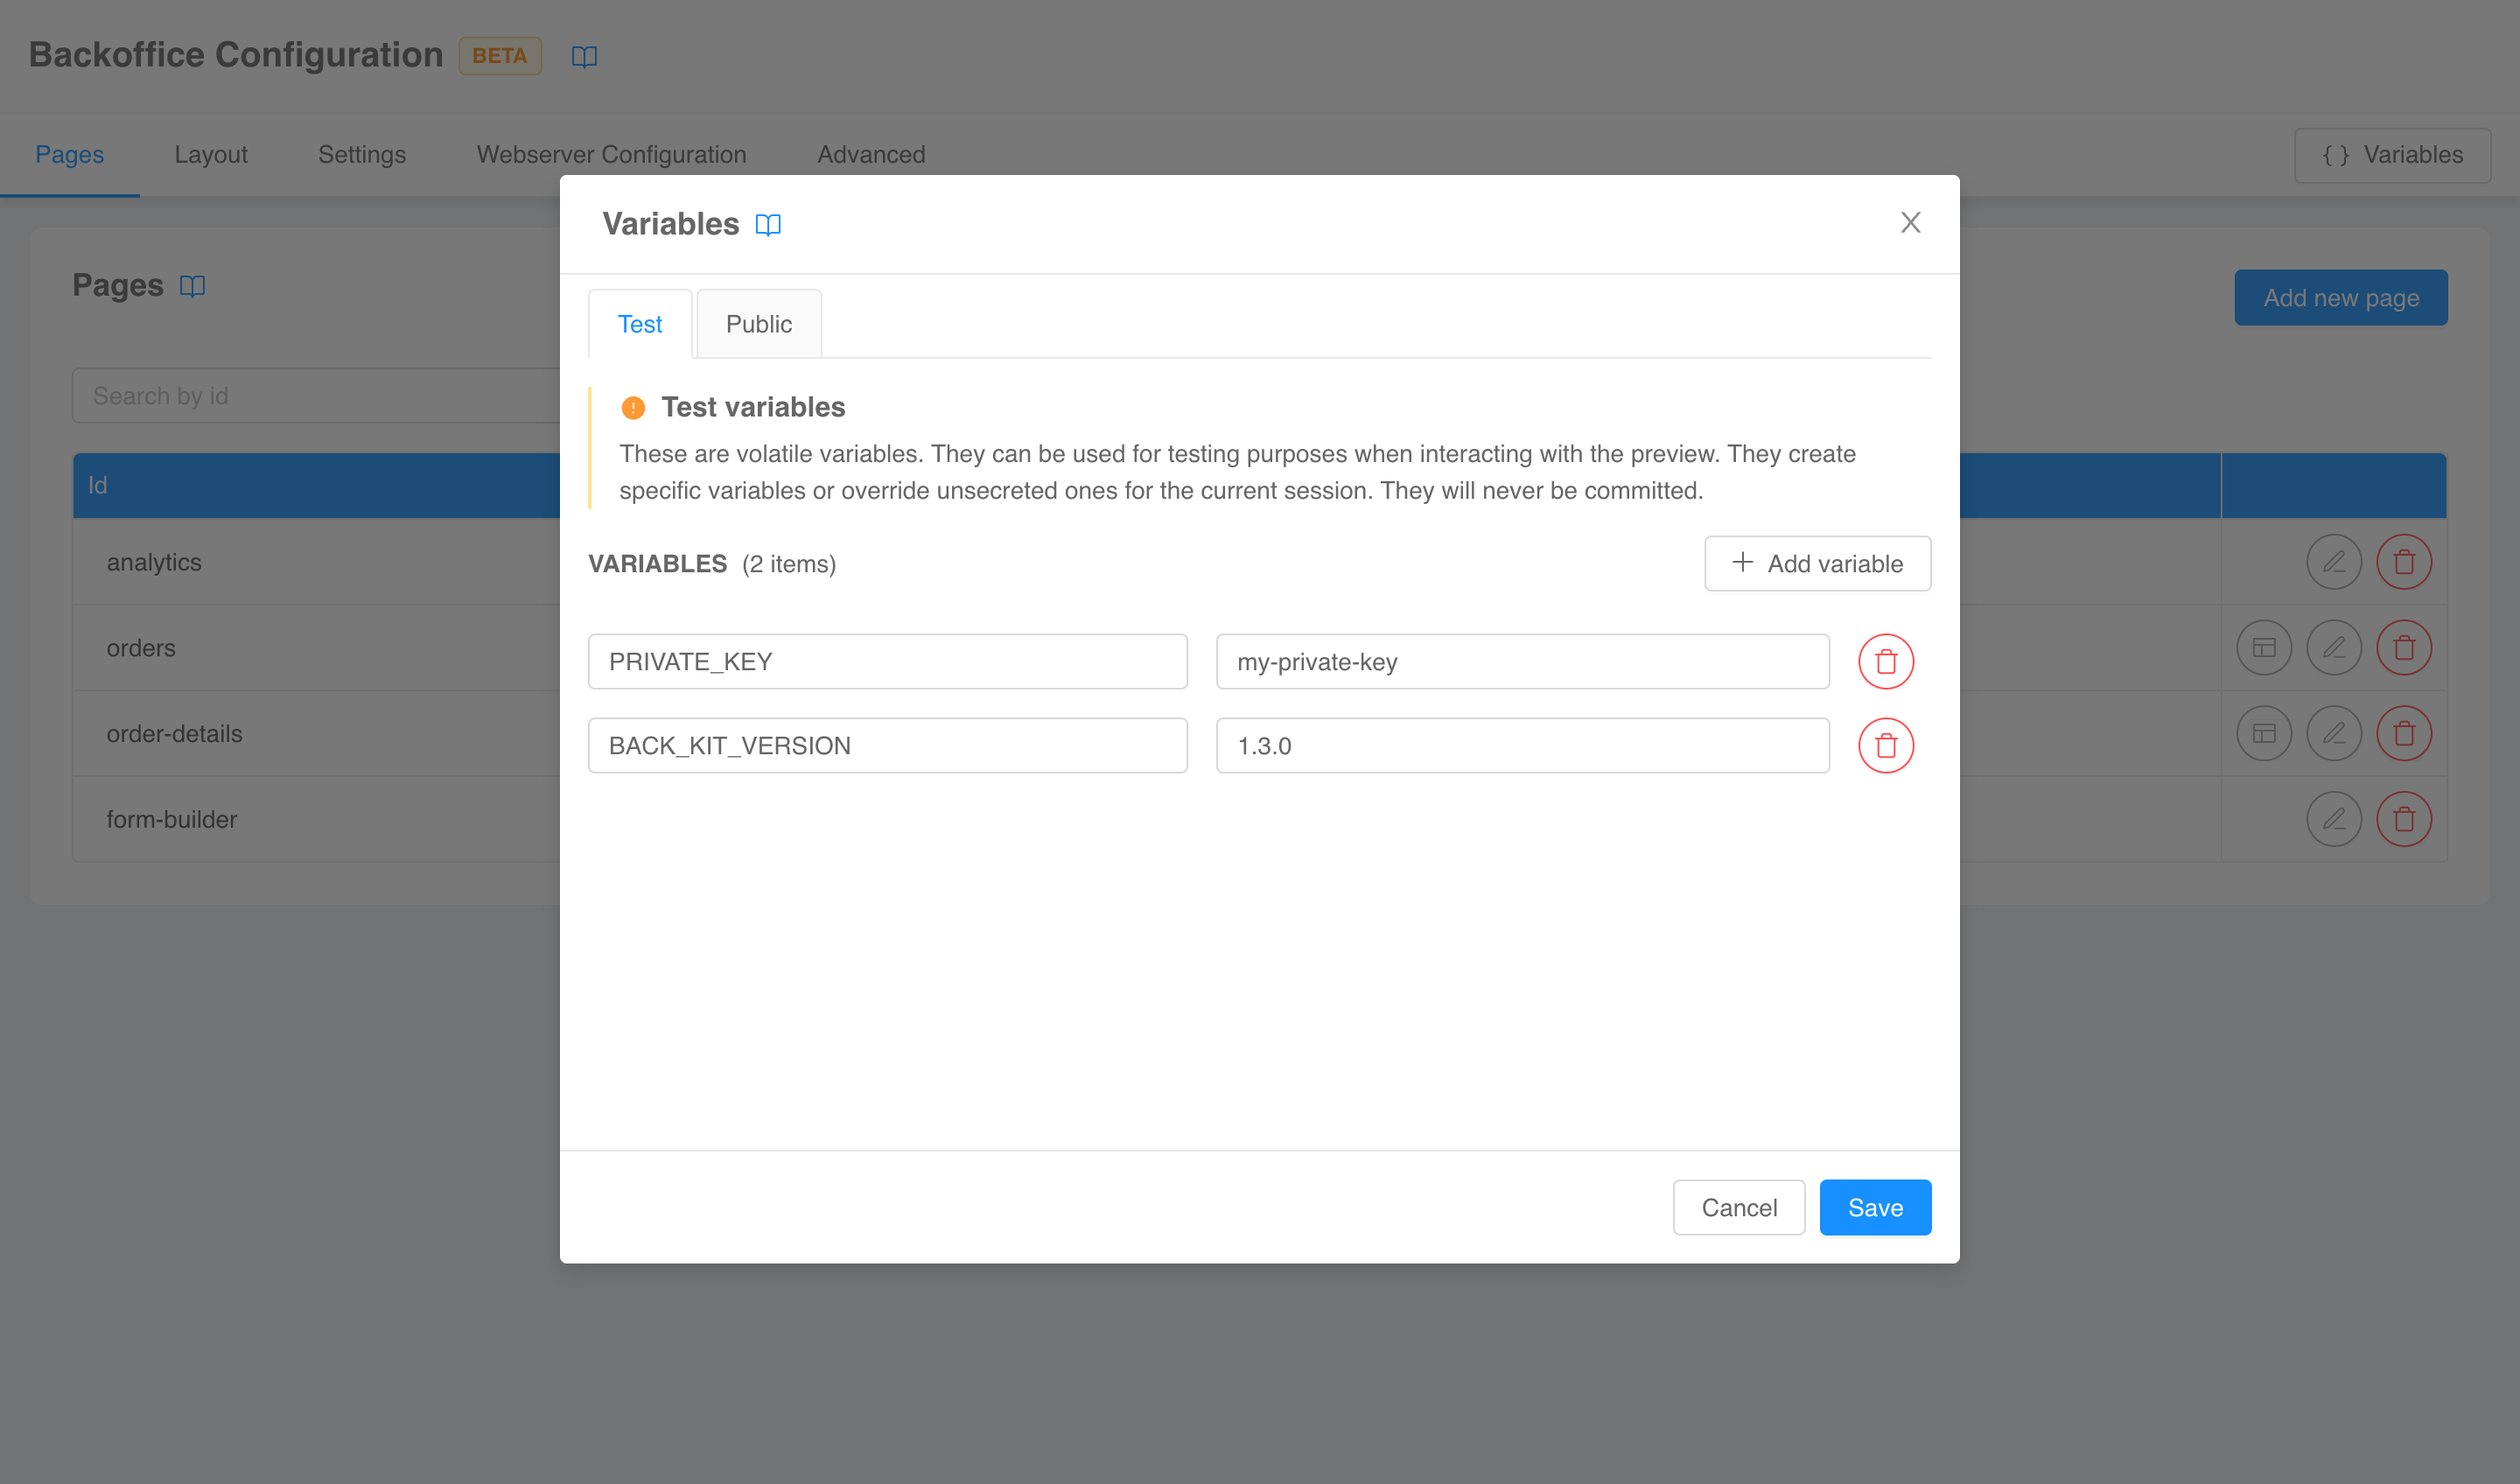 Backoffice Configuration BETA
Pages Layout Settings Webserver Configuration Advanced { } Variables
Pages
Add new page
Search by id
Id
analytics
orders
order-details
form-builder
Variables
Test Public
Test variables
These are volatile variables. They can be used for testing purposes when interacting with the preview. They create
specific variables or override unsecreted ones for the current session. They will never be committed.
VARIABLES (2 items)
Add variable
PRIVATE_KEY my-private-key
BACK_KIT_VERSION 1.3.0
Cancel Save